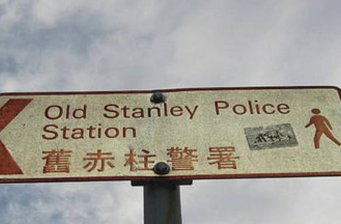 Old Stanley Police
Station
舊赤柱警署